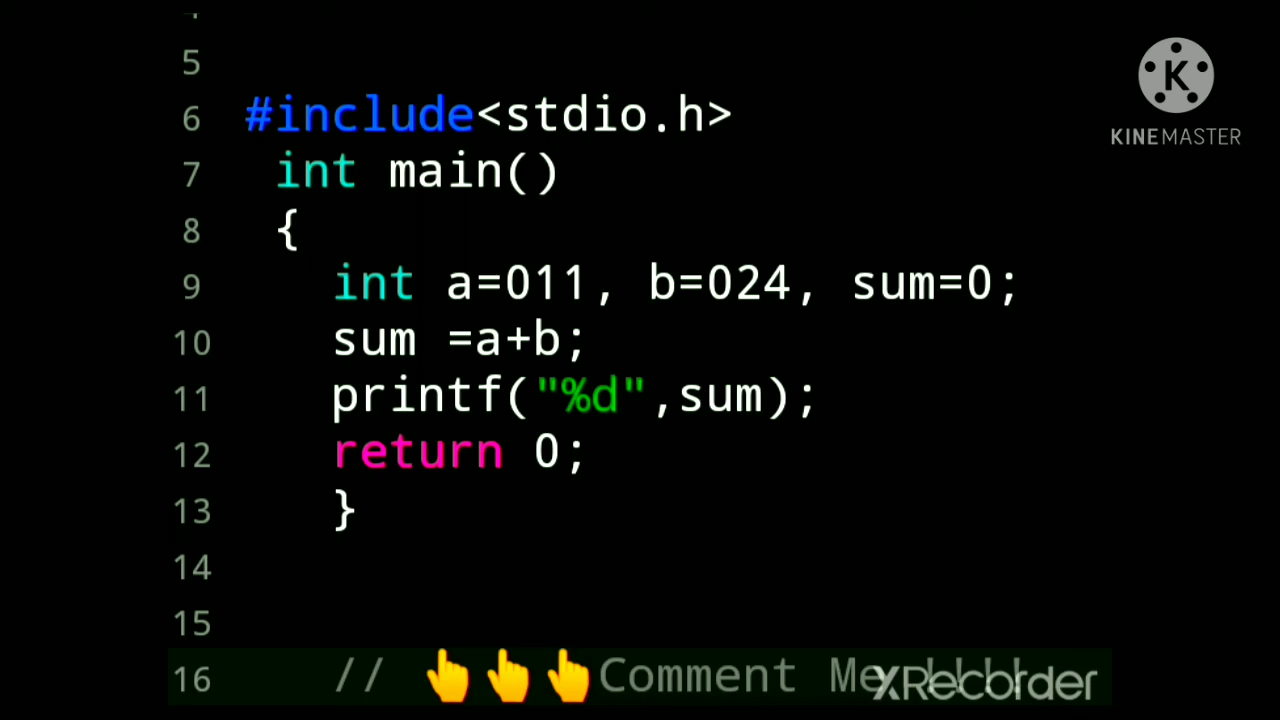 5
6 #include<stdio.h>
K
KINEMASTER
7 int main()
8 {
9 int a=011, b=024, sum=0;
10 sum =a+b;
11 printf("%d",sum);
12 return 0;
13 }
14
15
16 // 👆👆👆Comment Me
XRecorder